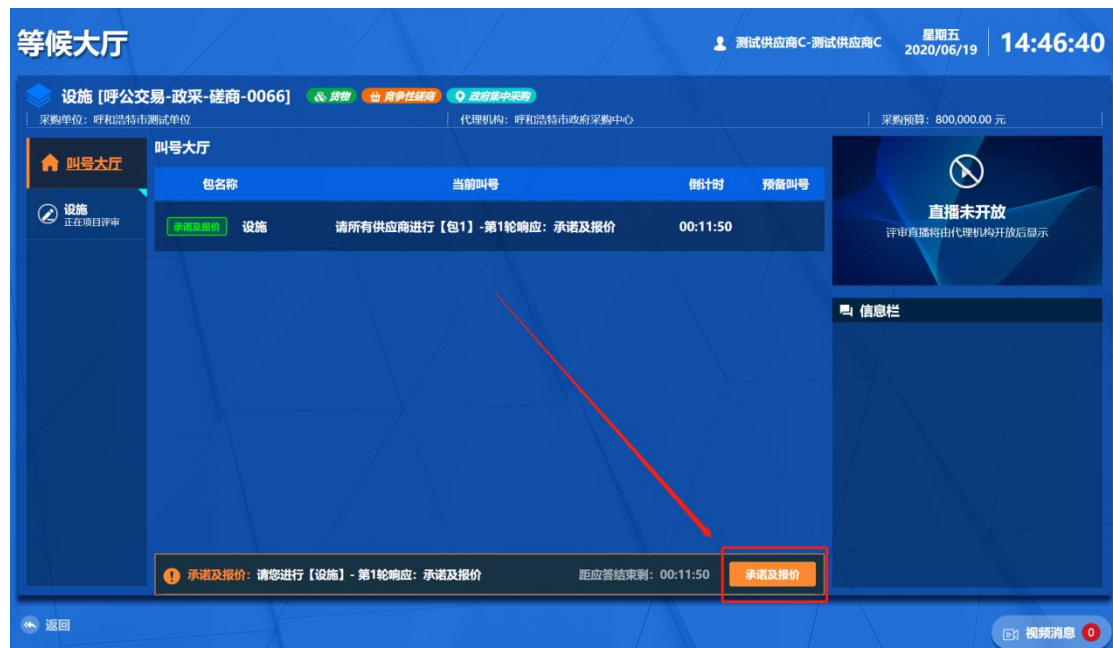 等候大厅
测试供应商C-测试供应商C
星期五
2020/06/19
14:46:40
设施 [呼公交易-政采-磋商-0066]
货物
竞争性磋商
政府集中采购
采购单位：呼和浩特市测试单位
代理机构：呼和浩特市政府采购中心
采购预算：800,000.00 元
叫号大厅
设施
正在项目评审
叫号大厅
包名称 当前叫号 倒计时 预备叫号
承诺及报价 设施 请所有供应商进行【包1】-第1轮响应：承诺及报价 00:11:50
直播未开放
评审直播将由代理机构开放后显示
信息栏
承诺及报价：请您进行【设施】- 第1轮响应：承诺及报价 距应答结束剩：00:11:50 承诺及报价
返回
视频消息 0